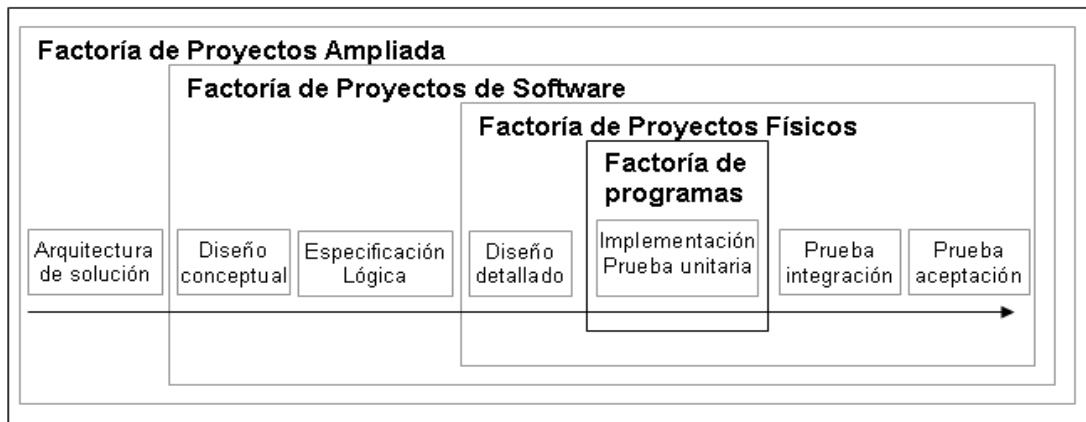 Factoría de Proyectos Ampliada
Factoría de Proyectos de Software
Factoría de Proyectos Físicos
Factoría de
programas
Arquitectura
de solución
Diseño
conceptual
Especificación
Lógica
Diseño
detallado
Implementación
Prueba unitaria
Prueba
integración
Prueba
aceptación